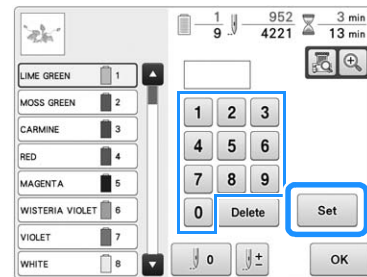 1 952 3 min
9 4221 13 min
LIME GREEN 1
MOSS GREEN 2
CARMINE 3
RED 4
MAGENTA 5
WISTERIA VIOLET 6
VIOLET 7
WHITE 8
1 2 3
4 5 6
7 8 9
0 Delete Set
0 ± OK